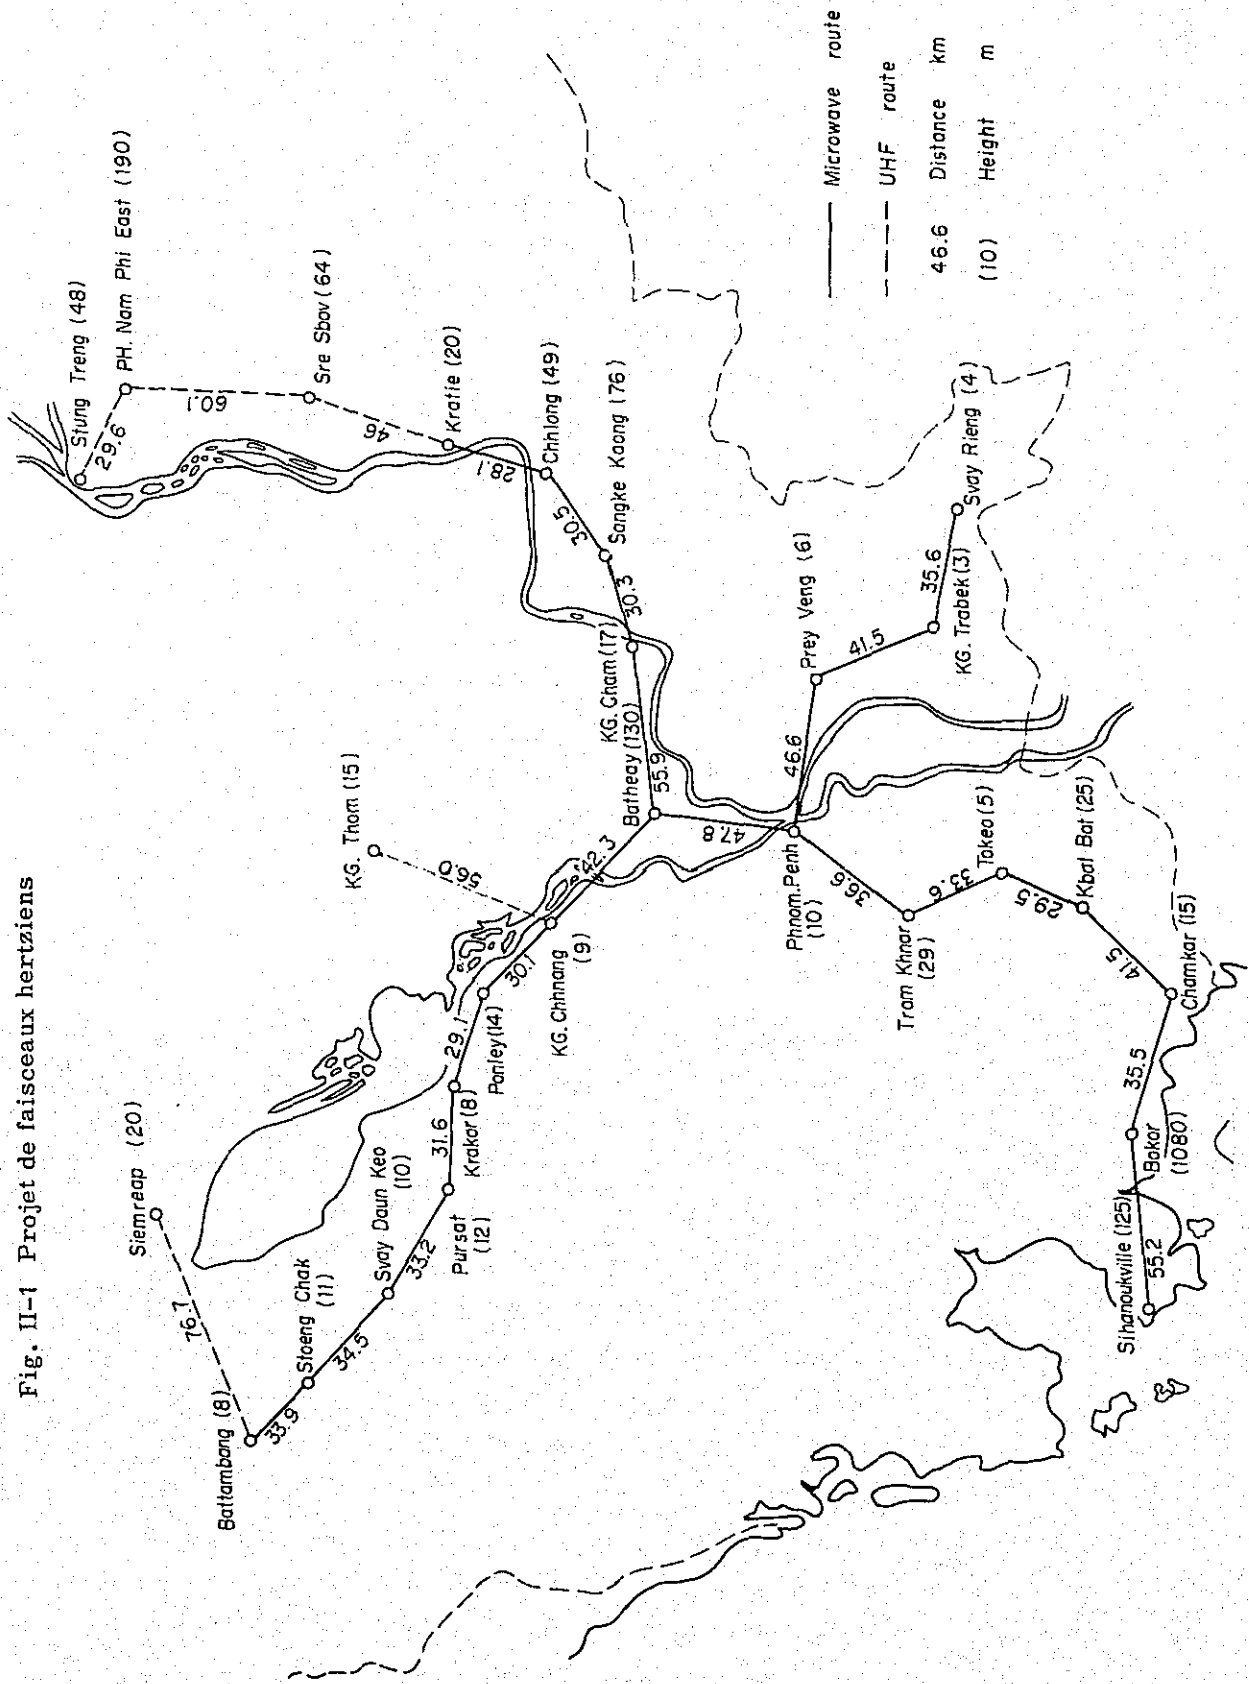 Fig. II-1 Projet de faisceaux hertziens
Stung Treng (48)
29.6
PH. Nam Phi East (190)
60.1
Sre Sbov (64)
46
Kratie (20)
28.1
Chhlong (49)
30.5
Sangke Kaong (76)
30.3
KG. Cham (17)
55.9
Batheay (130)
47.8
42.3
KG. Thom (15)
56.0
KG. Chhnang
(9)
30.1
Ponley (14)
29.1
Krakor (8)
31.6
Pursat
(12)
33.2
Svay Daun Keo
(10)
34.5
Stoeng Chak
(11)
33.9
Battambang (8)
76.7
Siemreap (20)
Phnom.Penh
(10)
46.6
Prey Veng (6)
41.5
KG. Trabek (3)
35.6
Svay Rieng (4)
36.6
Tram Khnar
(29)
33.6
Takeo (5)
29.5
Kbal Bat (25)
41.5
Chamkar (15)
35.5
Bokor
(1080)
55.2
Sihanoukville (125)
Microwave route
UHF route
46.6 Distance km
(10) Height m